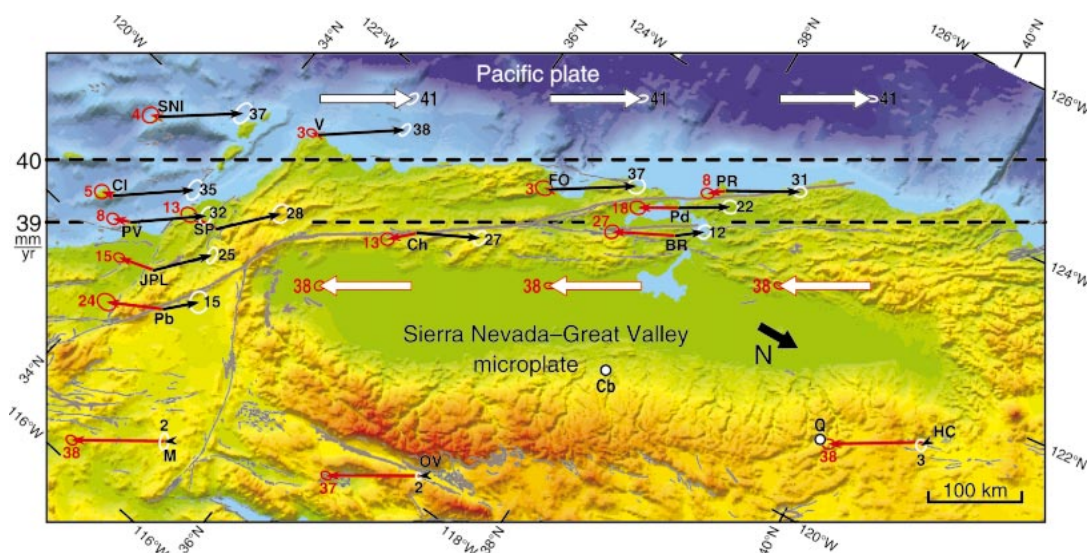 120°W
34°N
122°W
36°N
124°W
38°N
126°W
40°N
Pacific plate
126°W
SNI
4
37
41
41
41
3
V
38
40
5
CI
35
3
FO
37
8
PR
31
8
PV
13
SP
32
28
18
Pd
22
39
mm
yr
13
Ch
27
27
BR
12
15
JPL
25
124°W
38
38
38
24
Pb
15
Sierra Nevada–Great Valley
microplate
N
34°N
Cb
116°W
2
M
38
OV
37
2
Q
38
HC
3
122°W
100 km
116°W
36°N
118°W
38°N
40°N
120°W